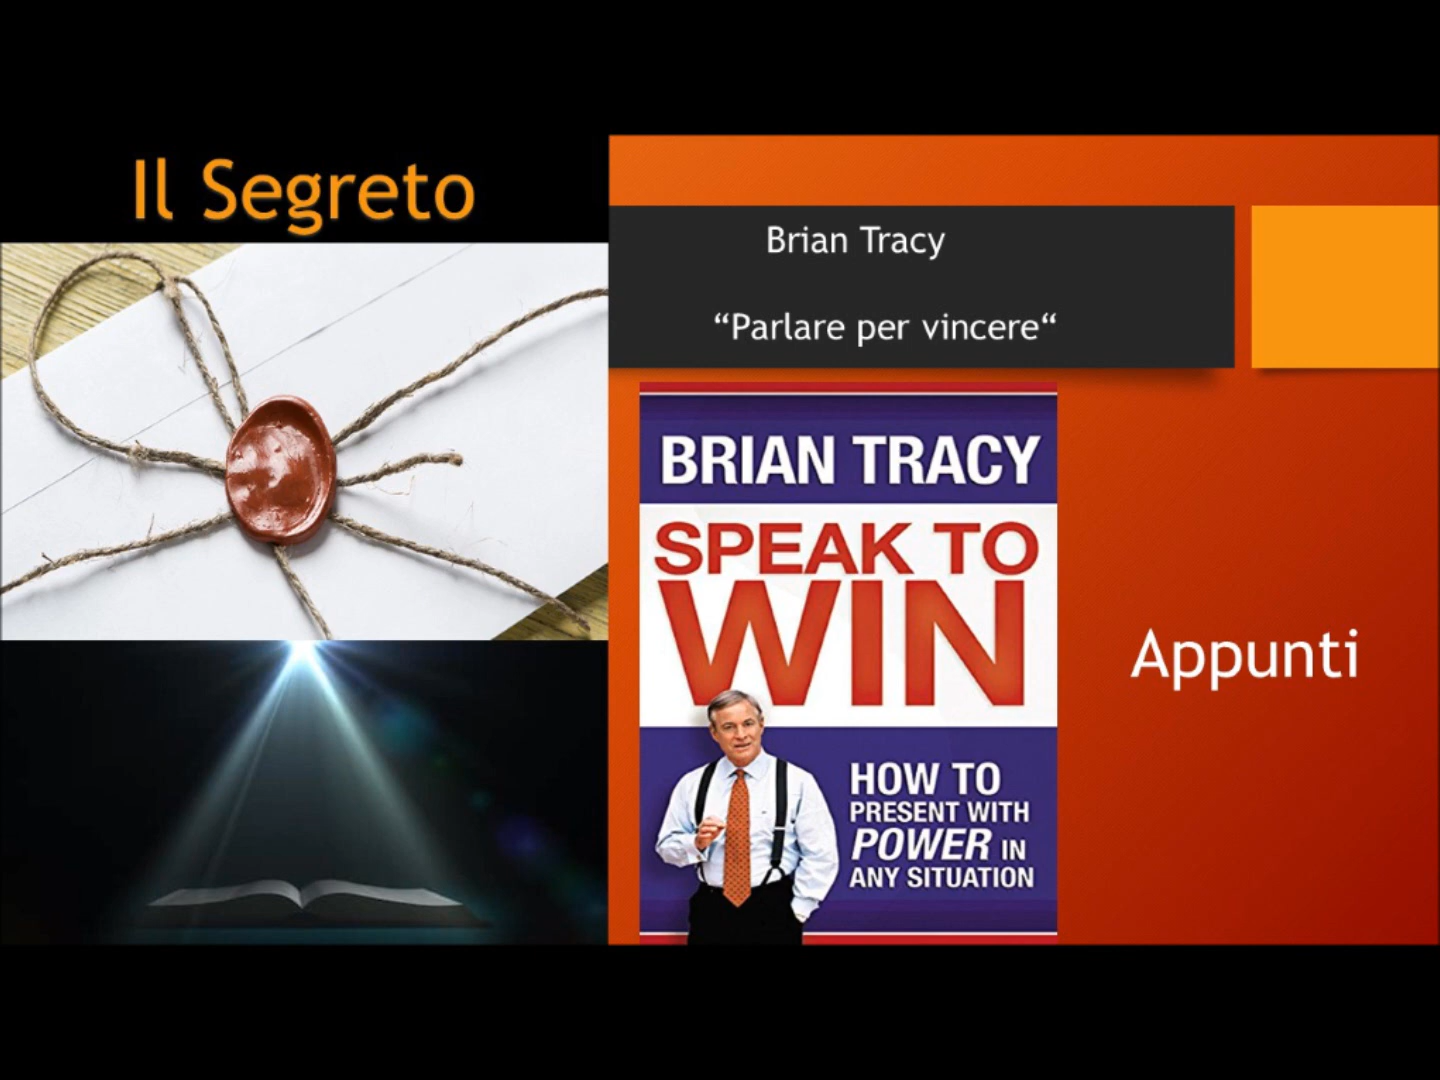 Il Segreto
Brian Tracy
“Parlare per vincere“
BRIAN TRACY
SPEAK TO
WIN
HOW TO
PRESENT WITH
POWER IN
ANY SITUATION
Appunti